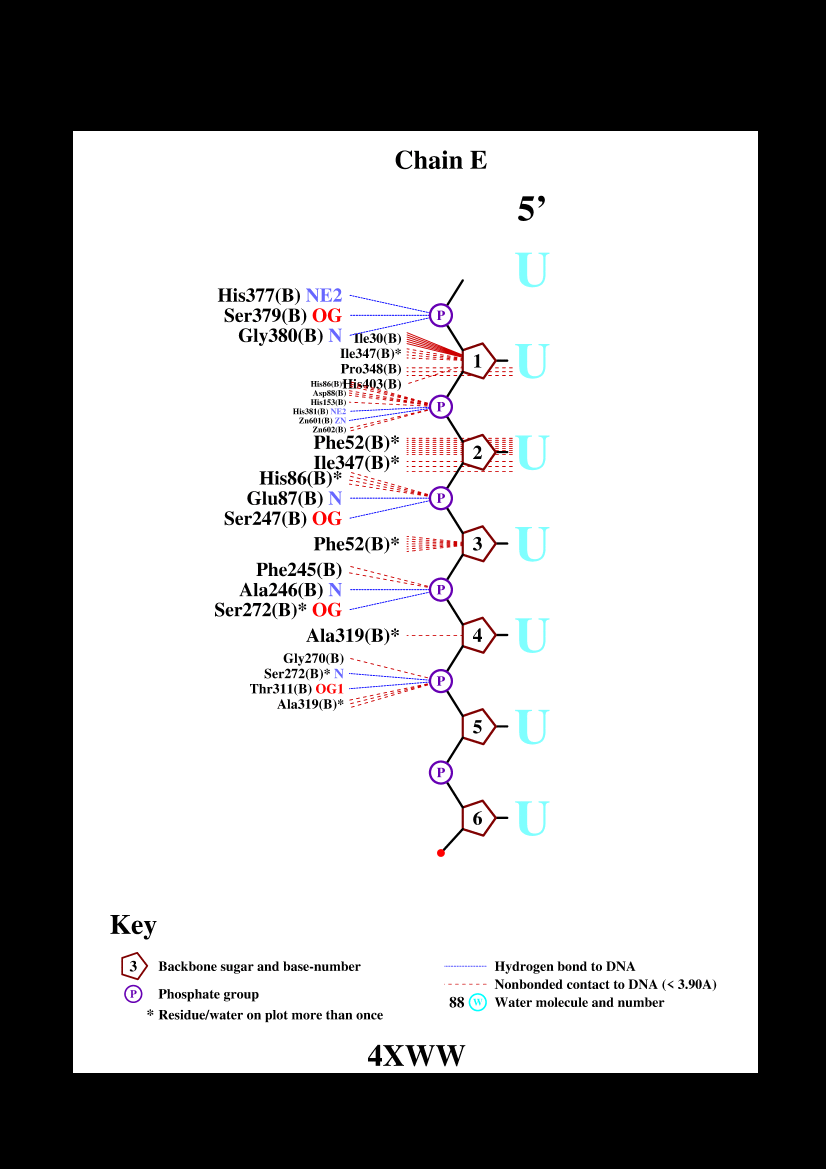 Chain E
5’
U
His377(B) NE2
P
Ser379(B) OG
Gly380(B) N
Ile30(B)
Ile347(B)*
1 U
Pro348(B)
His403(B)
His86(B)*
Asp88(B)
His153(B)
P
His381(B) NE2
Zn601(B) ZN
Zn602(B)
Phe52(B)*
2 U
Ile347(B)*
His86(B)*
Glu87(B) N
P
Ser247(B) OG
Phe52(B)*
3 U
Phe245(B)
Ala246(B) N
P
Ser272(B)* OG
Ala319(B)*
4 U
Gly270(B)
Ser272(B)* N
P
Thr311(B) OG1
Ala319(B)*
5 U
P
6 U
Key
3 Backbone sugar and base-number
P Phosphate group
* Residue/water on plot more than once
Hydrogen bond to DNA
Nonbonded contact to DNA (< 3.90A)
88 W Water molecule and number
4XWW